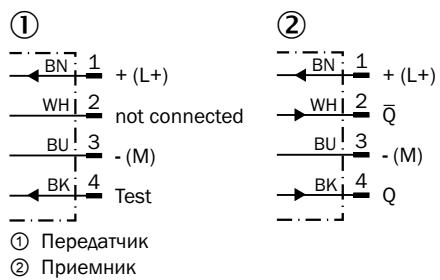 ① ②
BN 1 + (L+)
WH 2 not connected
BU 3 - (M)
BK 4 Test
BN 1 + (L+)
WH 2 Q̅
BU 3 - (M)
BK 4 Q
① Передатчик
② Приемник